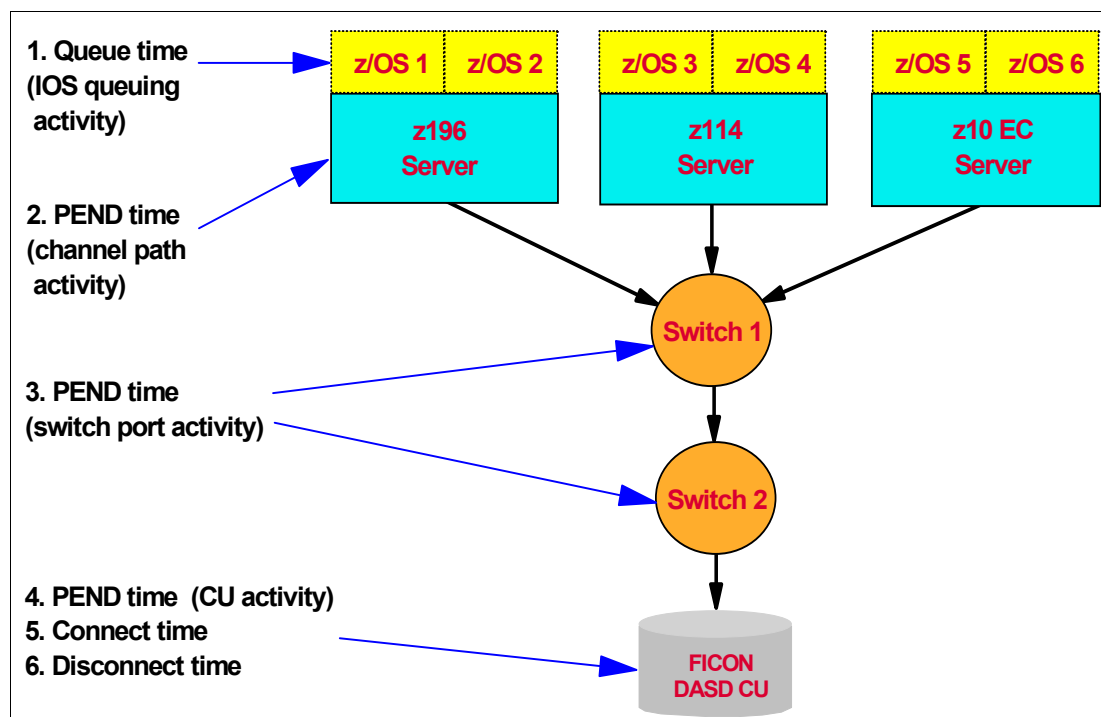 1. Queue time
(IOS queuing
activity)
z/OS 1
z/OS 2
z/OS 3
z/OS 4
z/OS 5
z/OS 6
z196
Server
z114
Server
z10 EC
Server
2. PEND time
(channel path
activity)
Switch 1
3. PEND time
(switch port activity)
Switch 2
4. PEND time (CU activity)
5. Connect time
6. Disconnect time
FICON
DASD CU